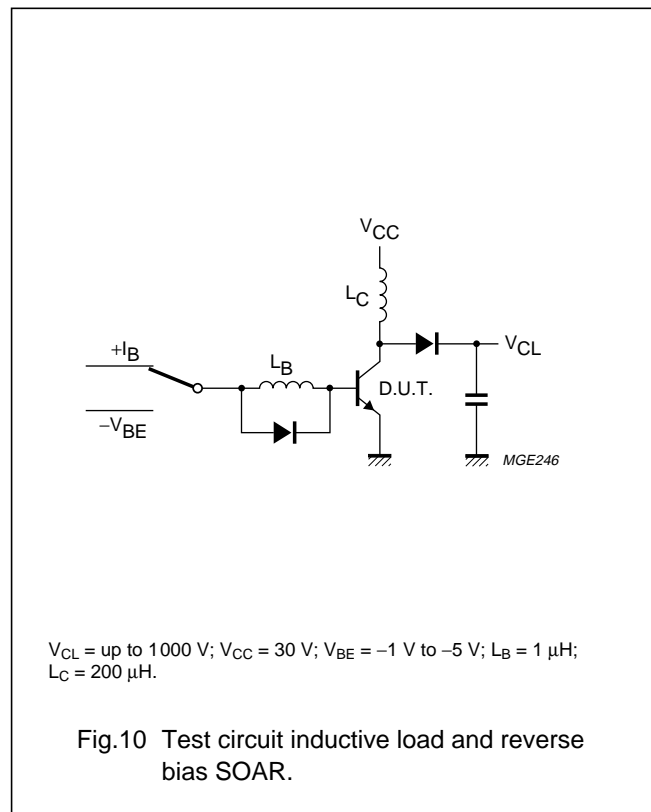 VCC
LC
VCL
+IB
LB
D.U.T.
−VBE
MGE246
VCL = up to 1000 V; VCC = 30 V; VBE = −1 V to −5 V; LB = 1 µH;
LC = 200 µH.
Fig.10 Test circuit inductive load and reverse
bias SOAR.